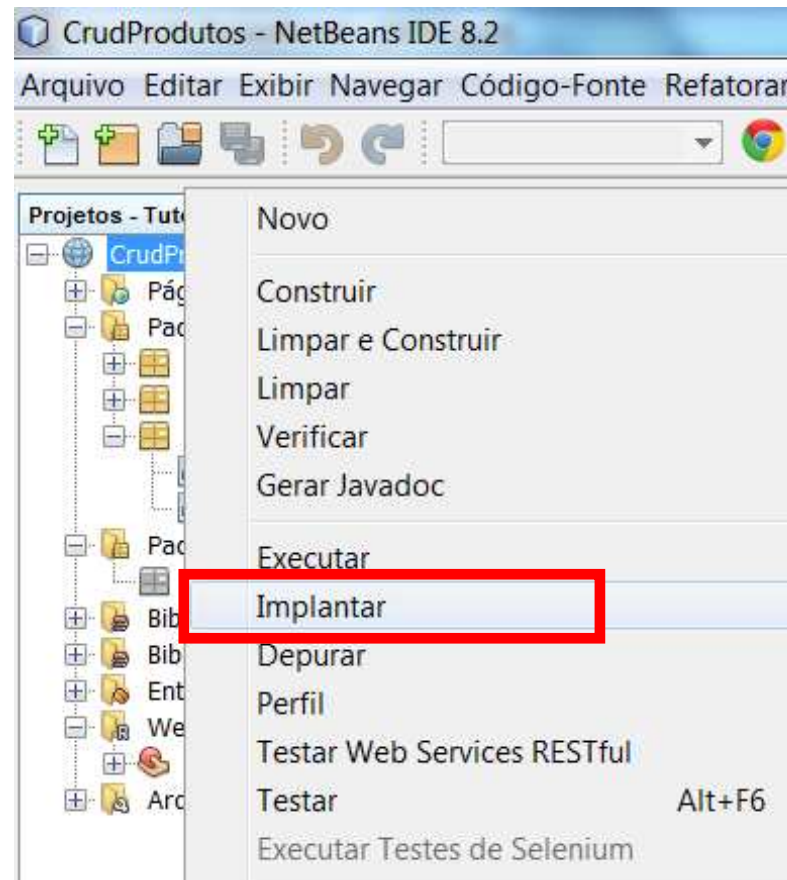 CrudProdutos - NetBeans IDE 8.2
Arquivo Editar Exibir Navegar Código-Fonte Refatorar
Projetos - Tut
CrudPr
Pág
Pac
Pac
Bib
Bib
Ent
We
Arq
Novo
Construir
Limpar e Construir
Limpar
Verificar
Gerar Javadoc
Executar
Implantar
Depurar
Perfil
Testar Web Services RESTful
Testar Alt+F6
Executar Testes de Selenium